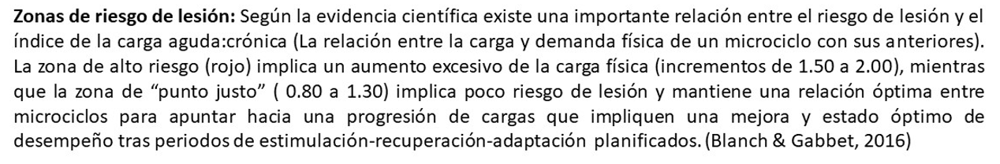 Zonas de riesgo de lesión: Según la evidencia científica existe una importante relación entre el riesgo de lesión y el
índice de la carga aguda:crónica (La relación entre la carga y demanda física de un microciclo con sus anteriores).
La zona de alto riesgo (rojo) implica un aumento excesivo de la carga física (incrementos de 1.50 a 2.00), mientras
que la zona de “punto justo” ( 0.80 a 1.30) implica poco riesgo de lesión y mantiene una relación óptima entre
microciclos para apuntar hacia una progresión de cargas que impliquen una mejora y estado óptimo de
desempeño tras periodos de estimulación-recuperación-adaptación planificados. (Blanch & Gabbet, 2016)